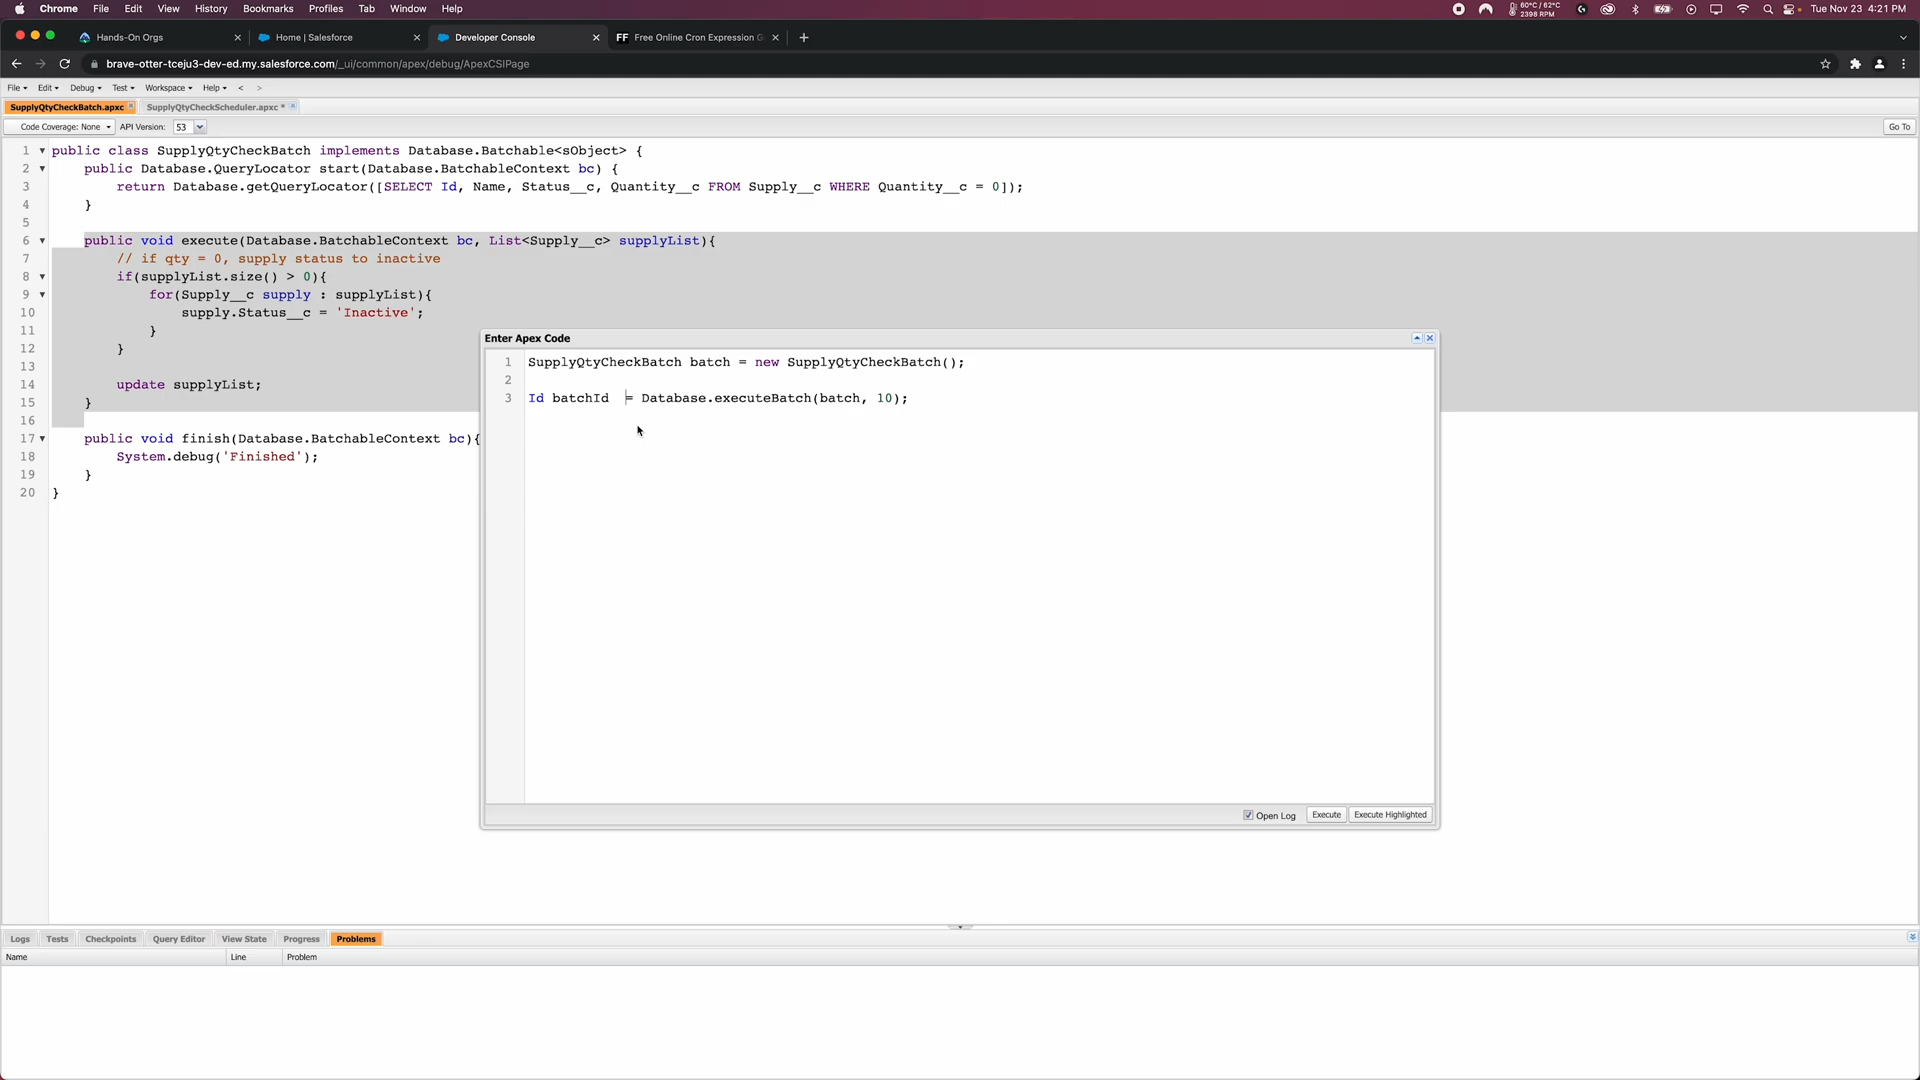 Chrome File Edit View History Bookmarks Profiles Tab Window Help
60°C / 62°C
2398 RPM
Tue Nov 23 4:21 PM
Hands-On Orgs
Home | Salesforce
Developer Console
FF Free Online Cron Expression G
brave-otter-tceju3-dev-ed.my.salesforce.com/_ui/common/apex/debug/ApexCSIPage
File Edit Debug Test Workspace Help < >
SupplyQtyCheckBatch.apxc SupplyQtyCheckScheduler.apxc *
Code Coverage: None API Version: 53 Go To
1 public class SupplyQtyCheckBatch implements Database.Batchable<sObject> {
2 public Database.QueryLocator start(Database.BatchableContext bc) {
3 return Database.getQueryLocator([SELECT Id, Name, Status__c, Quantity__c FROM Supply__c WHERE Quantity__c = 0]);
4 }
5
6 public void execute(Database.BatchableContext bc, List<Supply__c> supplyList){
7 // if qty = 0, supply status to inactive
8 if(supplyList.size() > 0){
9 for(Supply__c supply : supplyList){
10 supply.Status__c = 'Inactive';
11 }
12 }
13
14 update supplyList;
15 }
16
17 public void finish(Database.BatchableContext bc){
18 System.debug('Finished');
19 }
20 }
Enter Apex Code
1 SupplyQtyCheckBatch batch = new SupplyQtyCheckBatch();
2
3 Id batchId = Database.executeBatch(batch, 10);
Open Log Execute Execute Highlighted
Logs Tests Checkpoints Query Editor View State Progress Problems
Name Line Problem